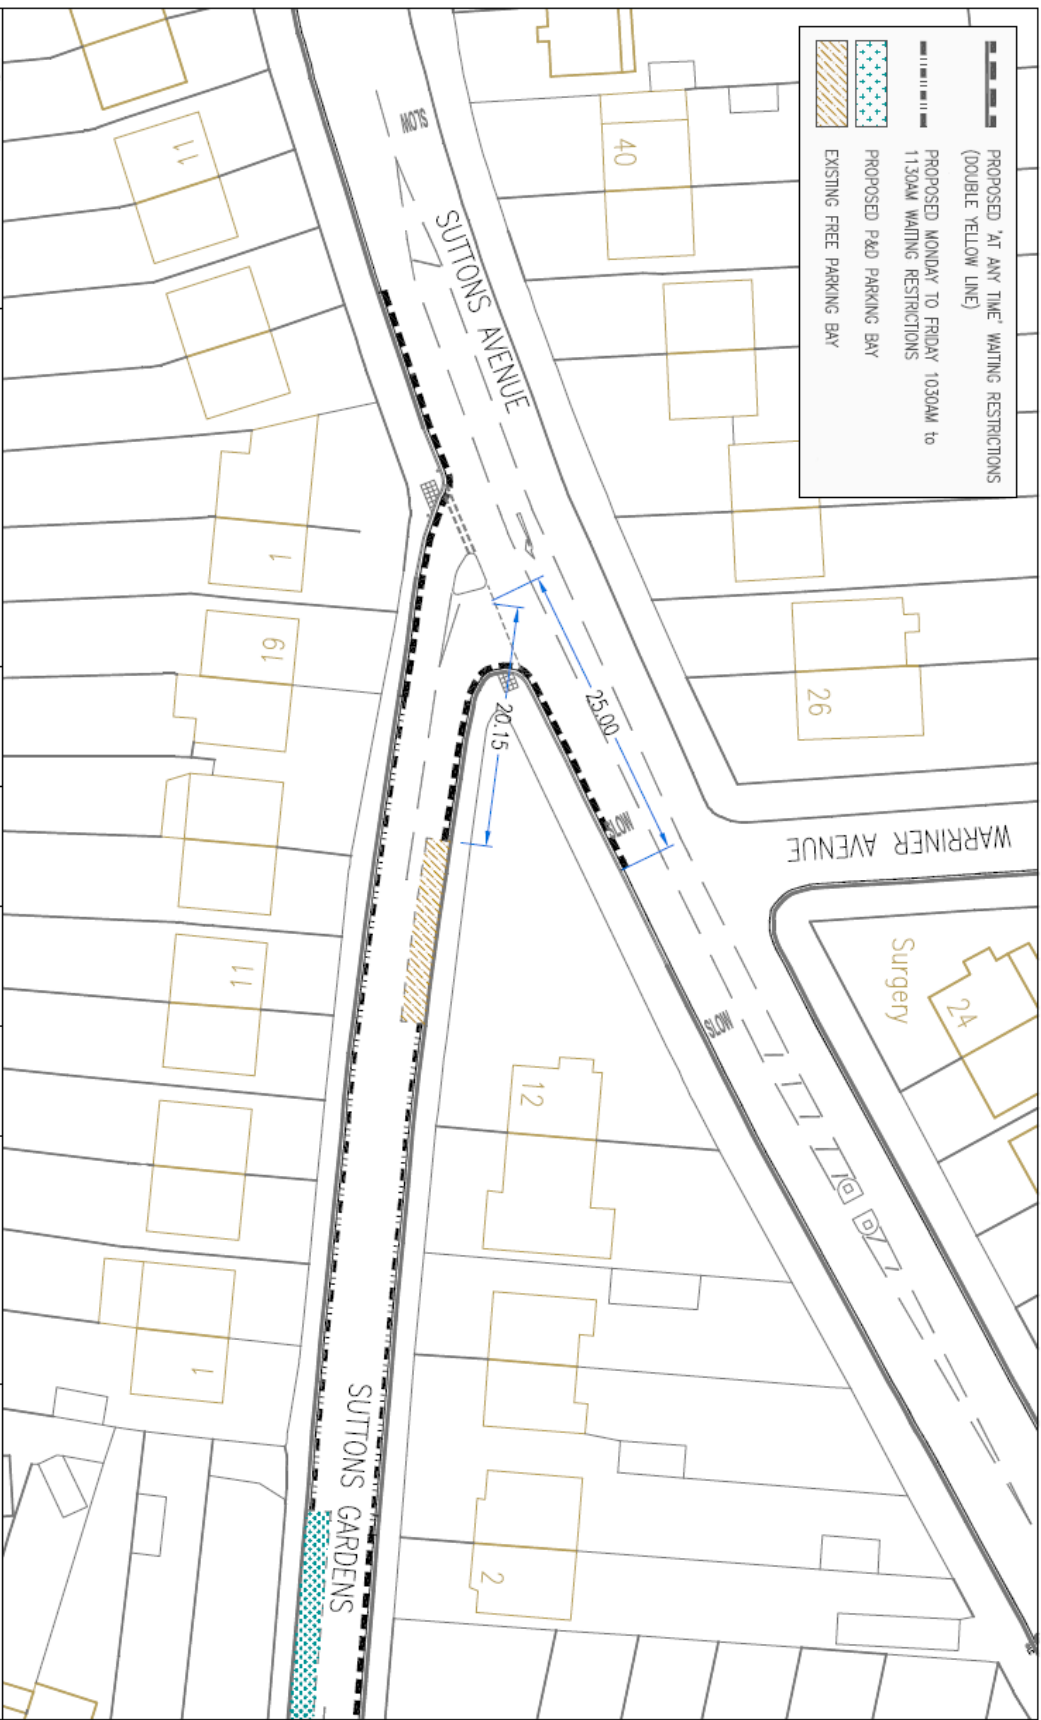 PROPOSED 'AT ANY TIME' WAITING RESTRICTIONS
(DOUBLE YELLOW LINE)
PROPOSED MONDAY TO FRIDAY 1030AM to
1130AM WAITING RESTRICTIONS
PROPOSED P&D PARKING BAY
EXISTING FREE PARKING BAY
SLOW
SUTTONS AVENUE
40
11
1
19
26
25.00
20.15
SLOW
WARRINER AVENUE
Surgery
24
SLOW
11
12
1
2
SUTTONS GARDENS